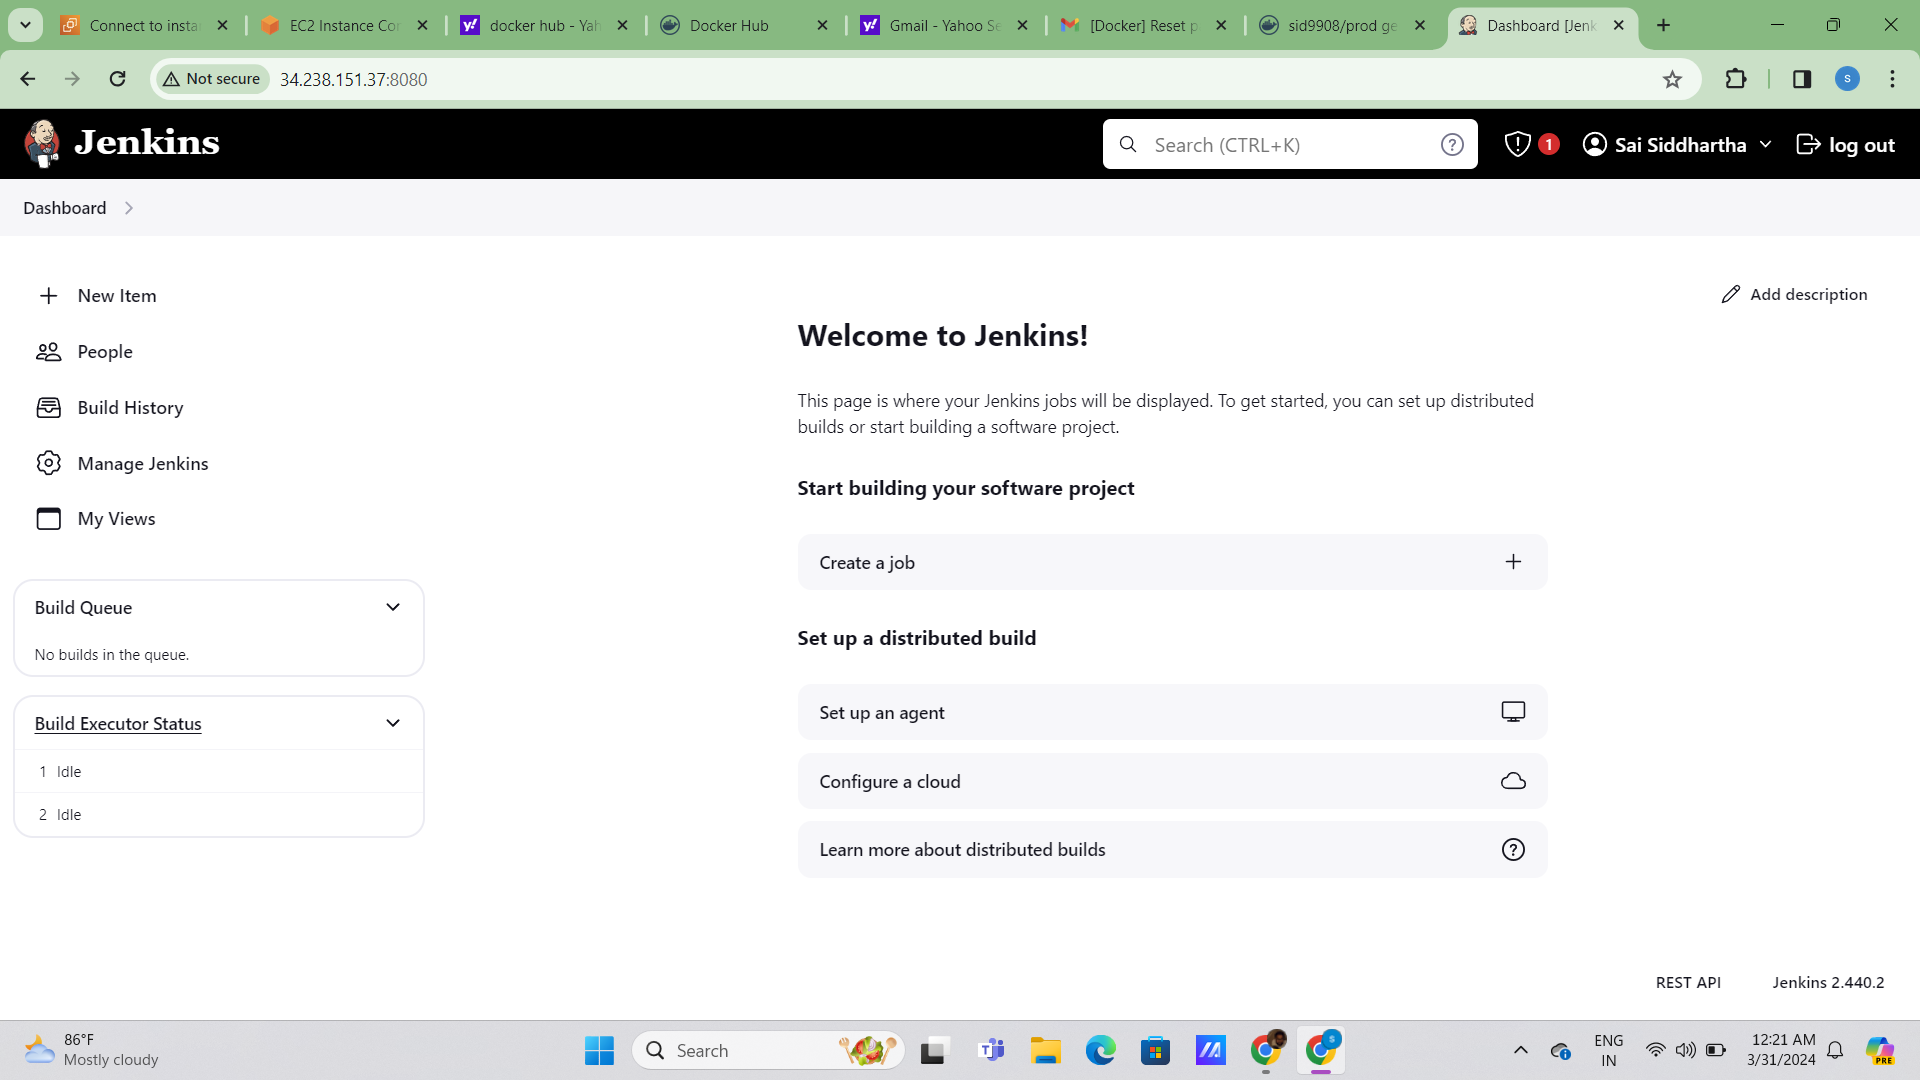 Connect to insta
EC2 Instance Cor
docker hub - Yah
Docker Hub
Gmail - Yahoo Se
[Docker] Reset p
sid9908/prod ge
Dashboard [Jenk
Not secure
34.238.151.37:8080
S
Jenkins
Search (CTRL+K)
1
Sai Siddhartha
log out
Dashboard
New Item
People
Build History
Manage Jenkins
My Views
Add description
Welcome to Jenkins!
This page is where your Jenkins jobs will be displayed. To get started, you can set up distributed
builds or start building a software project.
Start building your software project
Create a job
Set up a distributed build
Set up an agent
Configure a cloud
Learn more about distributed builds
Build Queue
No builds in the queue.
Build Executor Status
1 Idle
2 Idle
REST API
Jenkins 2.440.2
86°F
Mostly cloudy
Search
ENG
IN
12:21 AM
3/31/2024
PRE